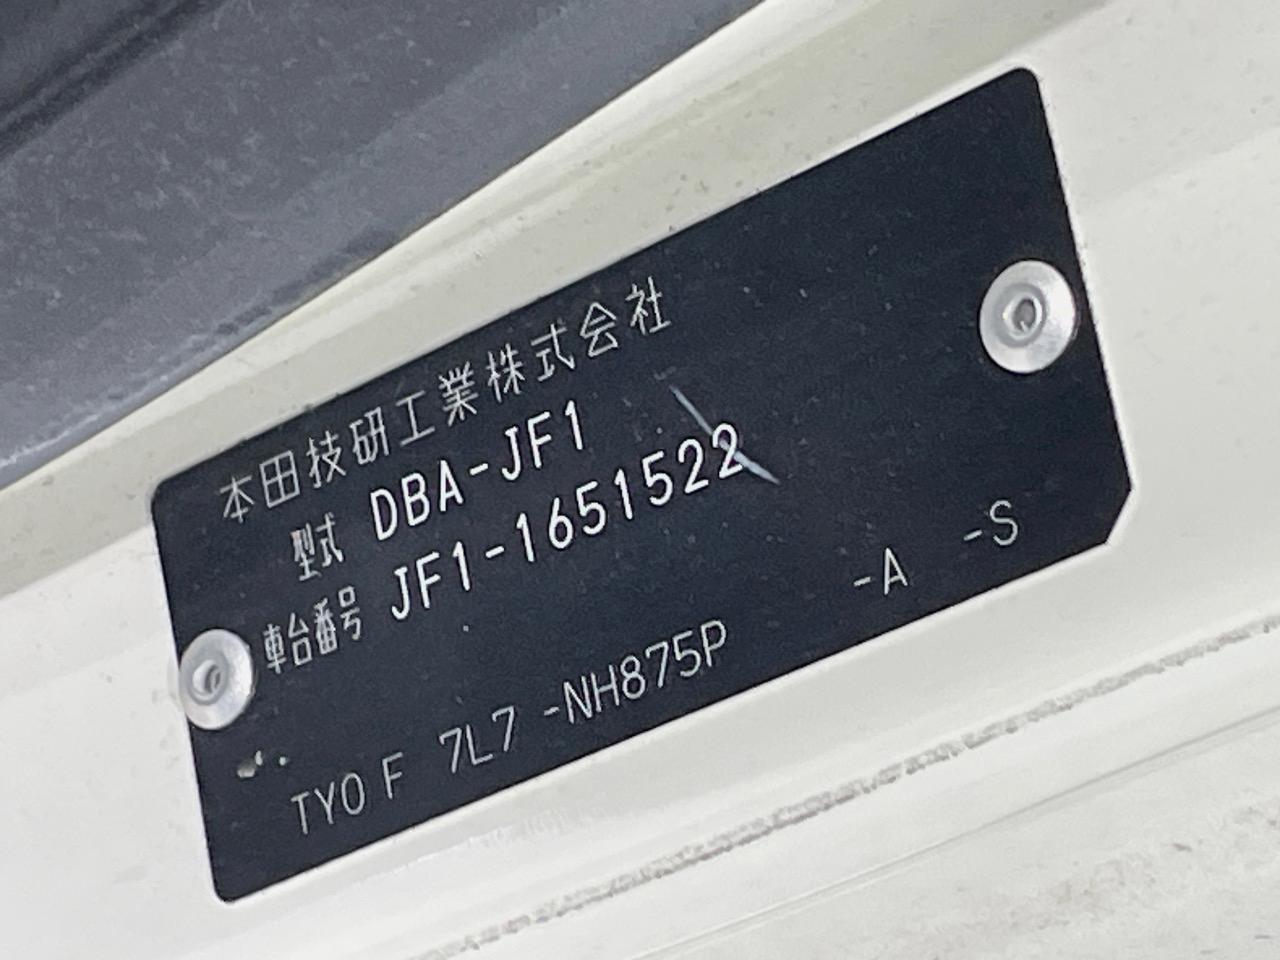 本田技研工業株式会社
型式 DBA-JF1
車台番号 JF1-1651522
TYO F 7L7 -NH875P -A -S